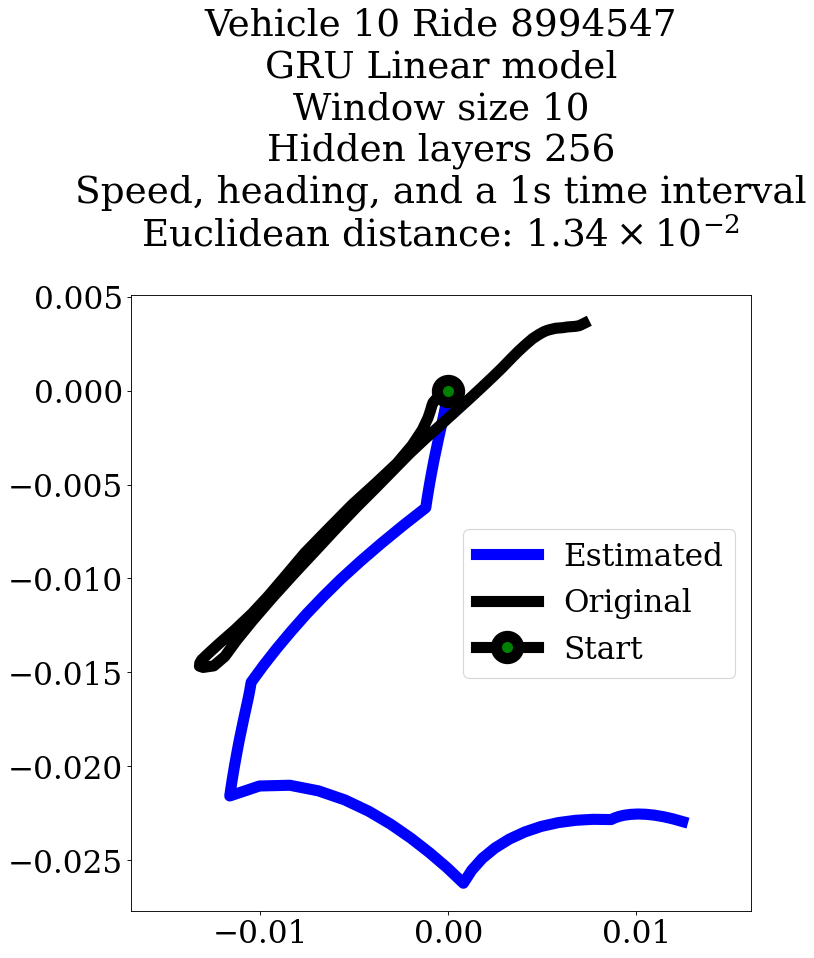 Vehicle 10 Ride 8994547
GRU Linear model
Window size 10
Hidden layers 256
Speed, heading, and a 1s time interval
Euclidean distance: 1.34 × 10⁻²
0.005
0.000
−0.005
−0.010
−0.015
−0.020
−0.025
Estimated
Original
Start
−0.01
0.00
0.01